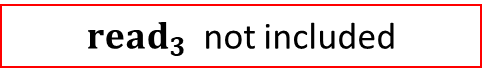 read₃ not included